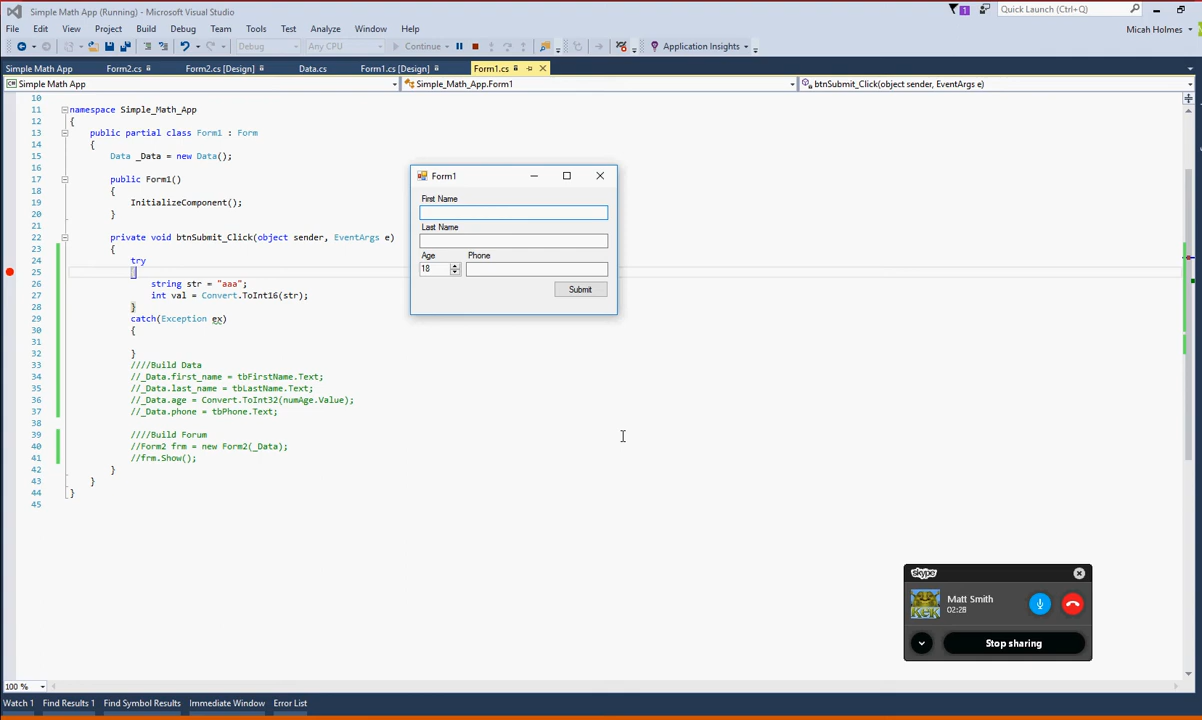 Simple Math App (Running) - Microsoft Visual Studio
1
Quick Launch (Ctrl+Q)
File Edit View Project Build Debug Team Tools Test Analyze Window Help
Micah Holmes
Debug Any CPU Continue Application Insights
Simple Math App Form2.cs Form2.cs [Design] Data.cs Form1.cs [Design] Form1.cs
Simple Math App Simple_Math_App.Form1 btnSubmit_Click(object sender, EventArgs e)
10
11 namespace Simple_Math_App
12 {
13 public partial class Form1 : Form
14 {
15 Data _Data = new Data();
16
17 public Form1()
18 {
19 InitializeComponent();
20 }
21
22 private void btnSubmit_Click(object sender, EventArgs e)
23 {
24 try
25 {
26 string str = "aaa";
27 int val = Convert.ToInt16(str);
28 }
29 catch(Exception ex)
30 {
31
32 }
33 ////Build Data
34 //_Data.first_name = tbFirstName.Text;
35 //_Data.last_name = tbLastName.Text;
36 //_Data.age = Convert.ToInt32(numAge.Value);
37 //_Data.phone = tbPhone.Text;
38
39 ////Build Forum
40 //Form2 frm = new Form2(_Data);
41 //frm.Show();
42 }
43 }
44 }
45
Form1
First Name
Last Name
Age Phone
18
Submit
skype
Matt Smith
02:28
KEK
Stop sharing
100 %
Watch 1 Find Results 1 Find Symbol Results Immediate Window Error List